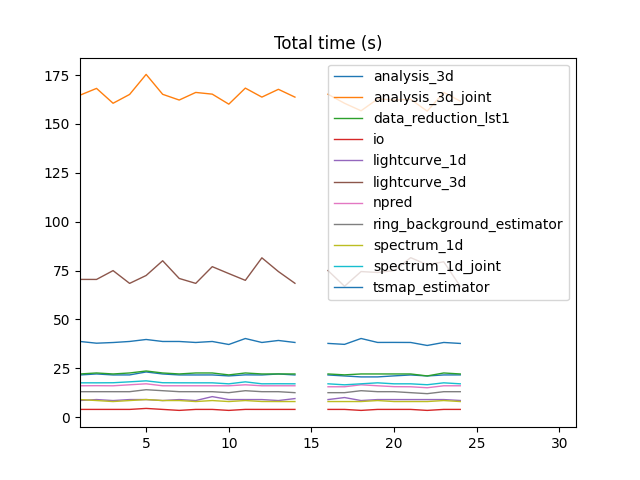 Total time (s)
analysis_3d
analysis_3d_joint
data_reduction_lst1
io
lightcurve_1d
lightcurve_3d
npred
ring_background_estimator
spectrum_1d
spectrum_1d_joint
tsmap_estimator
175
150
125
100
75
50
25
0
5
10
15
20
25
30